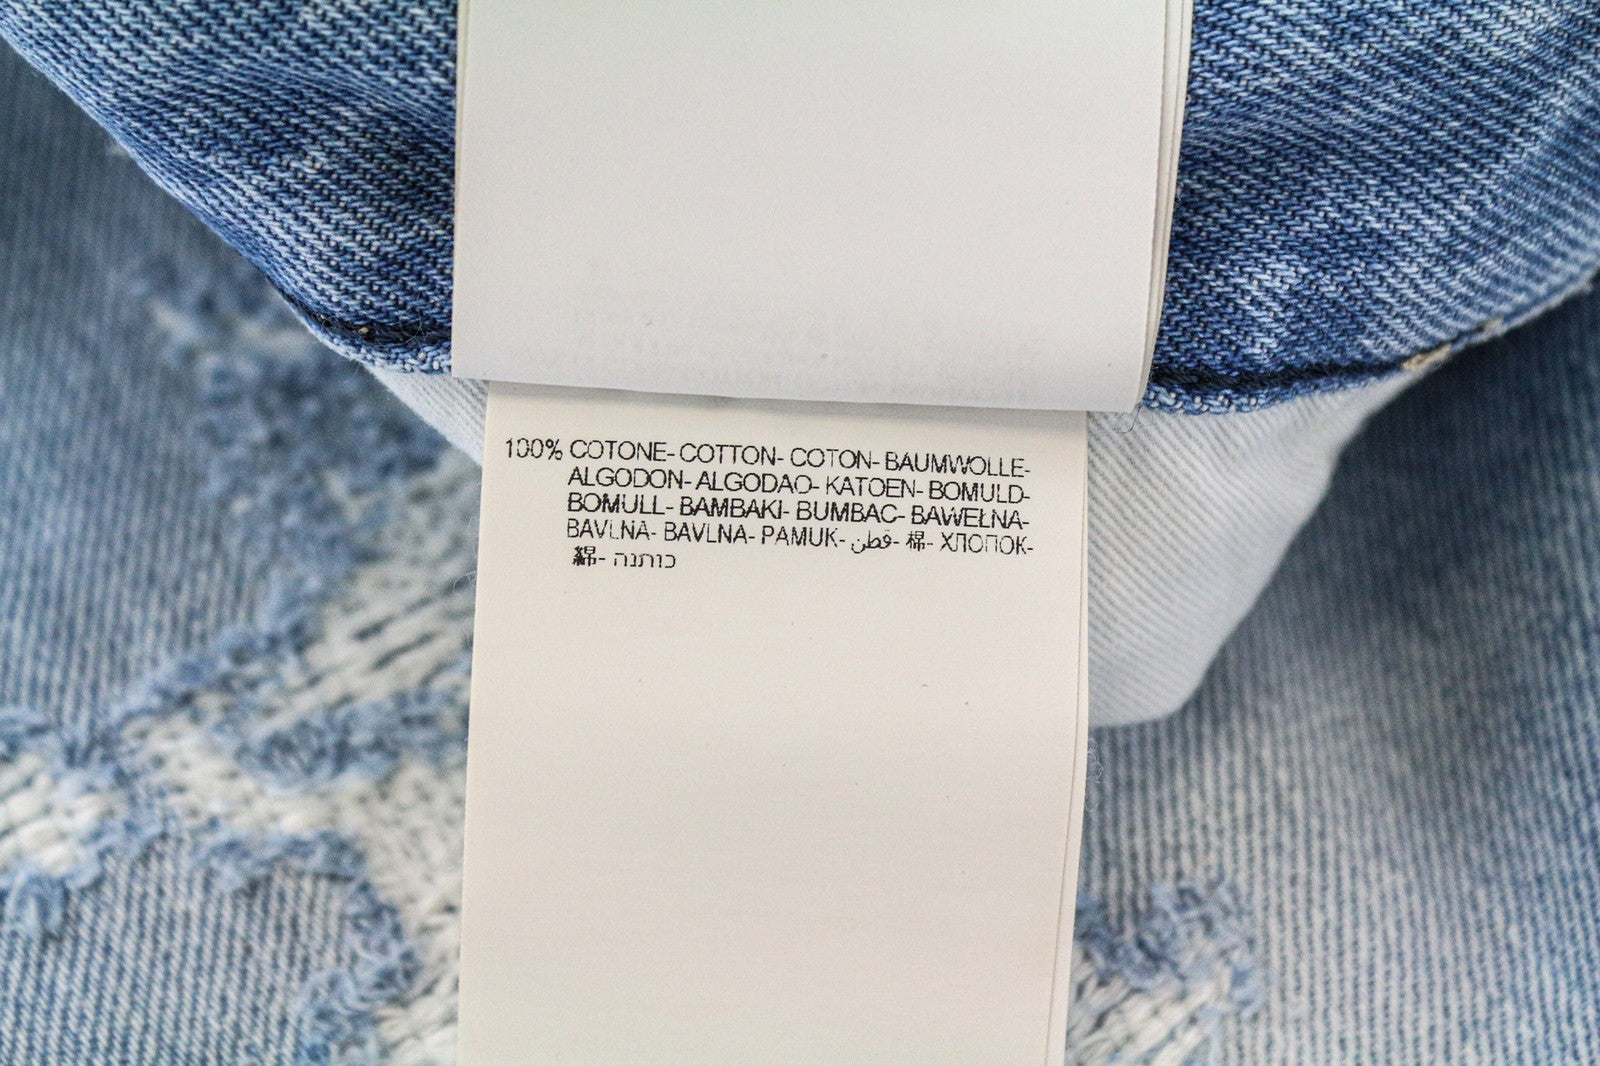 100% COTONE- COTTON- COTON- BAUMWOLLE-
ALGODON- ALGODAO- KATOEN- BOMULD-
BOMULL- BAMBAKI- BUMBAC- BAWEŁNA-
BAVLNA- BAVLNA- PAMUK- قطن- 棉- ХЛОПОК-
綿- כותנה